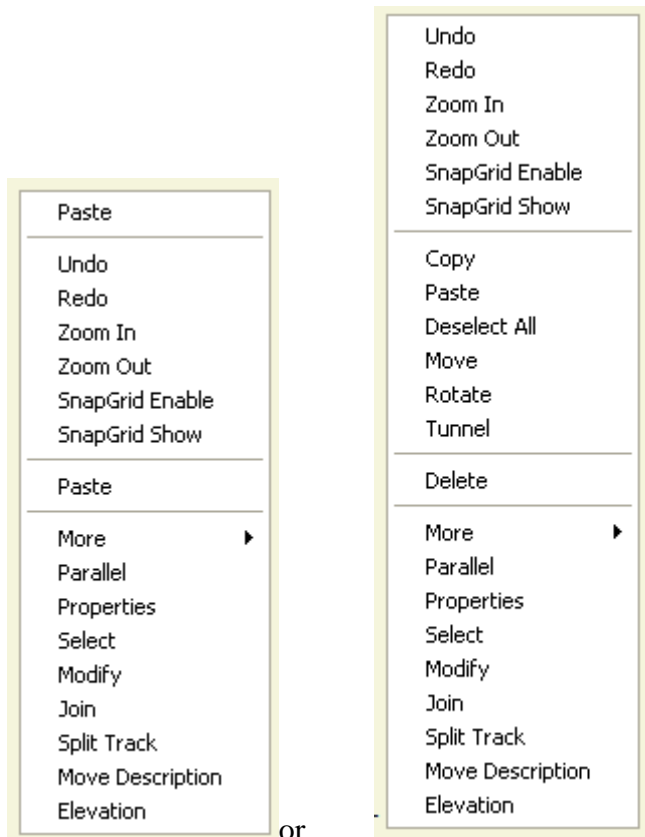 Paste
Undo
Redo
Zoom In
Zoom Out
SnapGrid Enable
SnapGrid Show
Paste
More
Parallel
Properties
Select
Modify
Join
Split Track
Move Description
Elevation
or
Undo
Redo
Zoom In
Zoom Out
SnapGrid Enable
SnapGrid Show
Copy
Paste
Deselect All
Move
Rotate
Tunnel
Delete
More
Parallel
Properties
Select
Modify
Join
Split Track
Move Description
Elevation